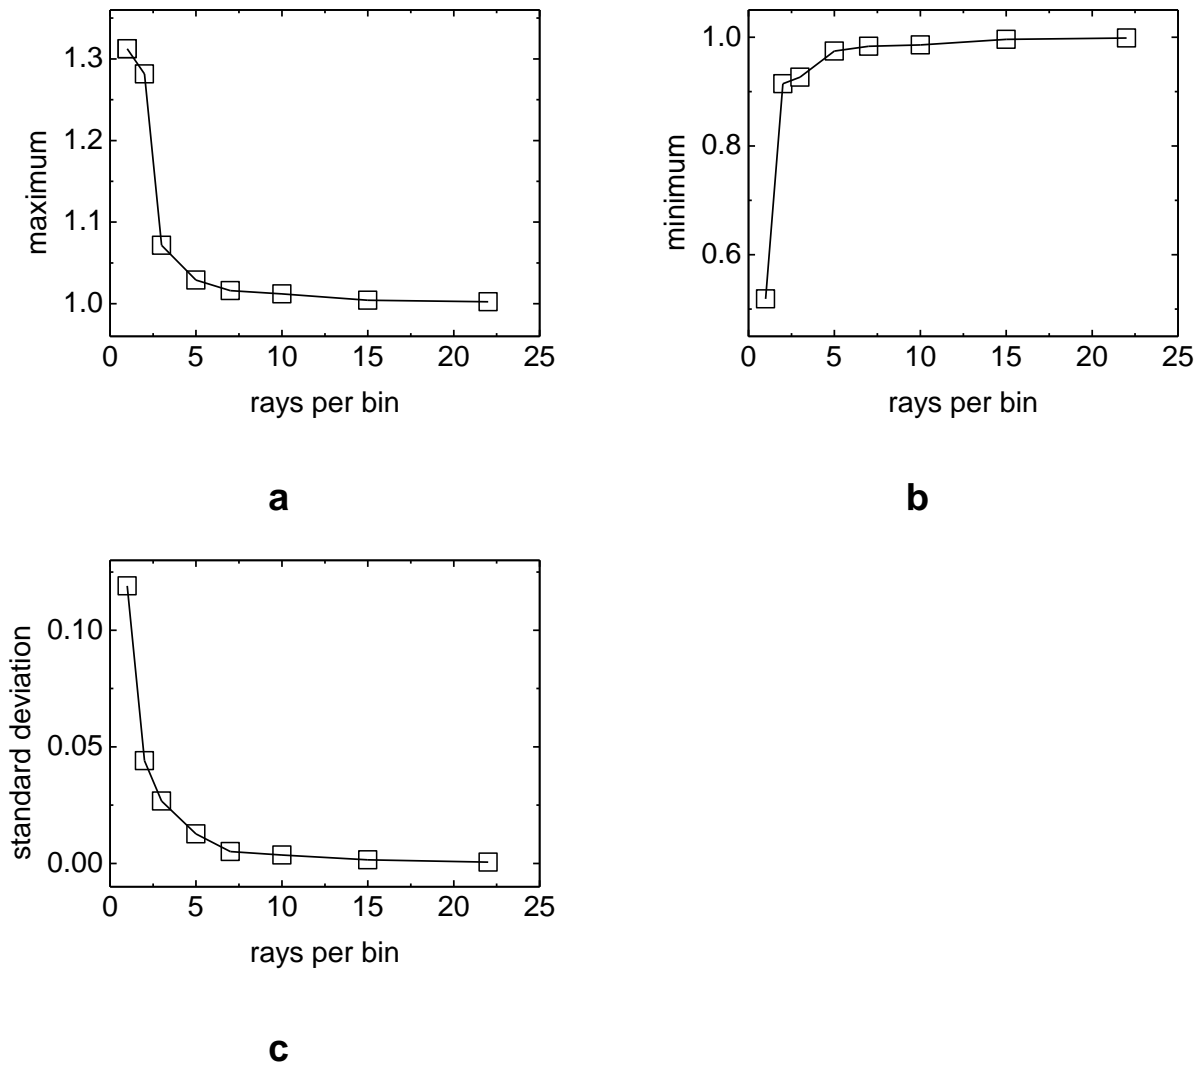 maximum
1.3
1.2
1.1
1.0
0 5 10 15 20 25
rays per bin
a
minimum
1.0
0.8
0.6
0 5 10 15 20 25
rays per bin
b
standard deviation
0.10
0.05
0.00
0 5 10 15 20 25
rays per bin
c